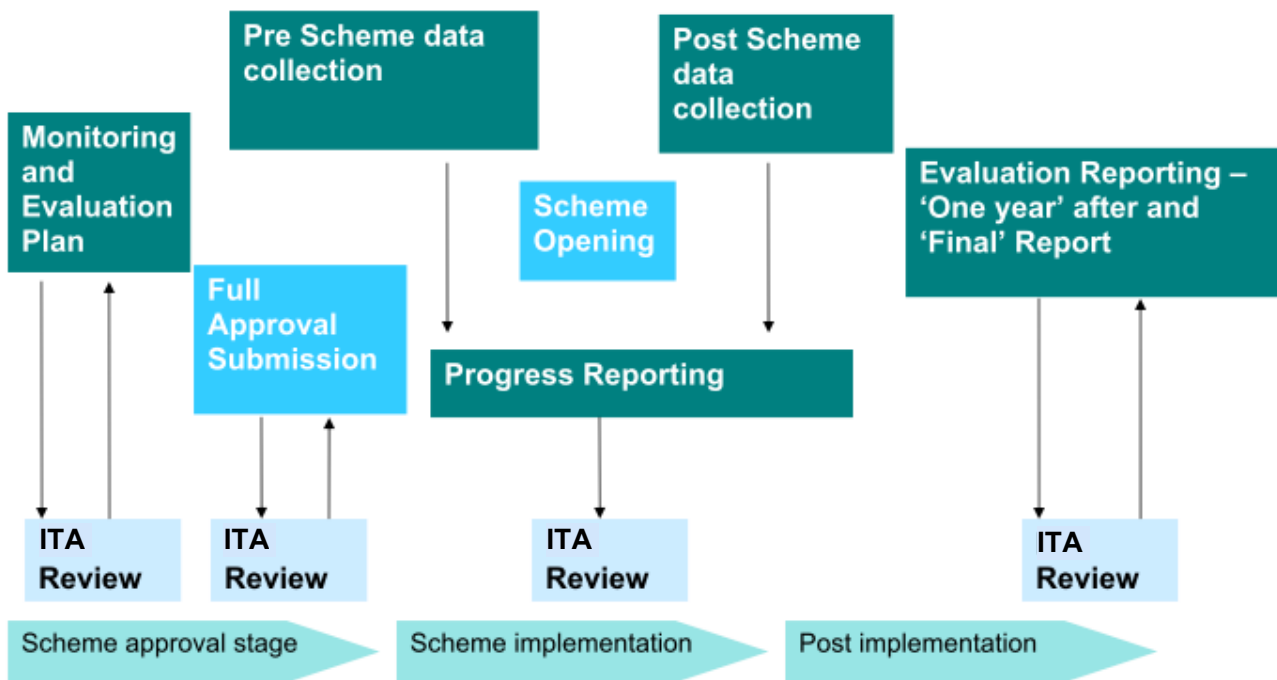 Pre Scheme data
collection
Post Scheme
data
collection
Monitoring
and
Evaluation
Plan
Evaluation Reporting –
‘One year’ after and
‘Final’ Report
Scheme
Opening
Full
Approval
Submission
Progress Reporting
ITA
Review
ITA
Review
ITA
Review
ITA
Review
Scheme approval stage
Scheme implementation
Post implementation